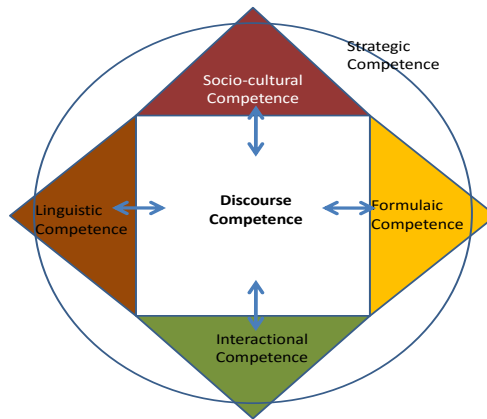 Strategic
Competence
Socio-cultural
Competence
Discourse
Competence
Linguistic
Competence
Formulaic
Competence
Interactional
Competence